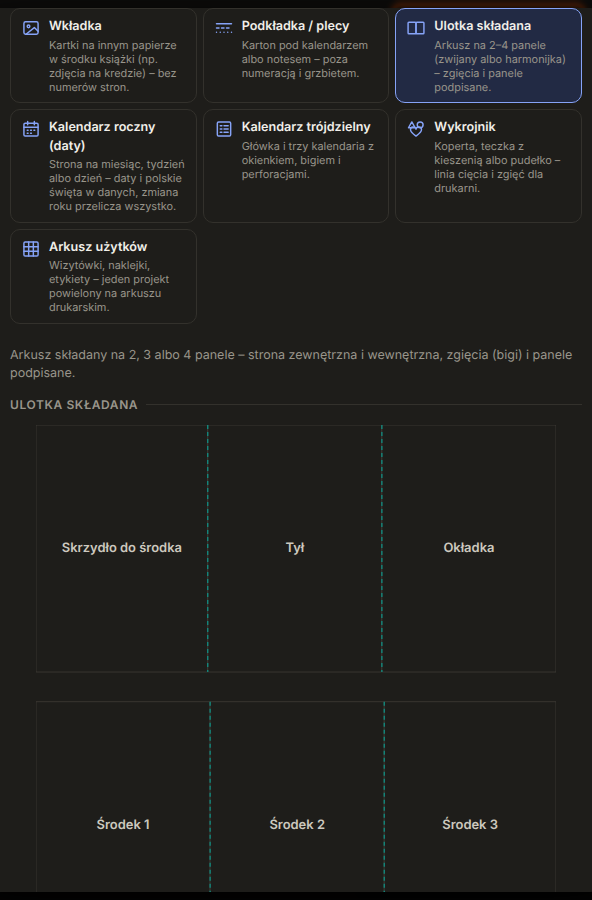 Wkładka
Kartki na innym papierze
w środku książki (np.
zdjęcia na kredzie) – bez
numerów stron.
Podkładka / plecy
Karton pod kalendarzem
albo notesem – poza
numeracją i grzbietem.
Ulotka składana
Arkusz na 2–4 panele
(zwijany albo harmonijka)
– zgięcia i panele
podpisane.
Kalendarz roczny
(daty)
Strona na miesiąc, tydzień
albo dzień – daty i polskie
święta w danych, zmiana
roku przelicza wszystko.
Kalendarz trójdzielny
Główka i trzy kalendaria z
okienkiem, bigiem i
perforacjami.
Wykrojnik
Koperta, teczka z
kieszenią albo pudełko –
linia cięcia i zgięć dla
drukarni.
Arkusz użytków
Wizytówki, naklejki,
etykiety – jeden projekt
powielony na arkuszu
drukarskim.
Arkusz składany na 2, 3 albo 4 panele – strona zewnętrzna i wewnętrzna, zgięcia (bigi) i panele
podpisane.
ULOTKA SKŁADANA
Skrzydło do środka
Tył
Okładka
Środek 1
Środek 2
Środek 3